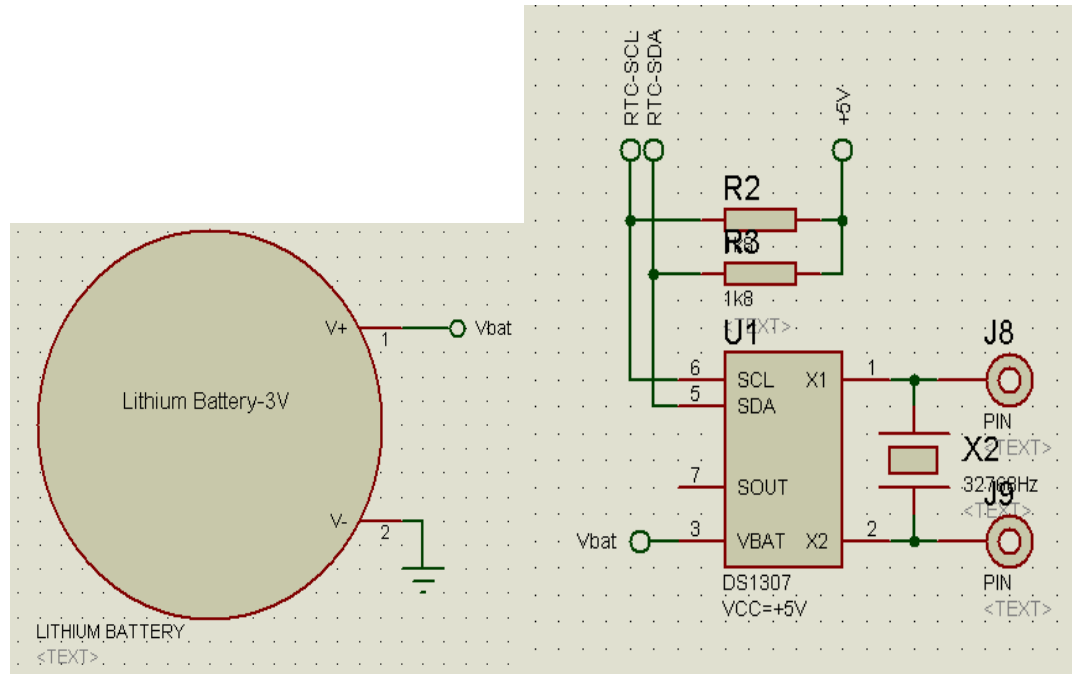 V+
1
Vbat
Lithium Battery-3V
V-
2
LITHIUM BATTERY
<TEXT>
RTC-SCL
RTC-SDA
+5V
R2
R3
1k8
<TEXT>
U1
6
SCL
X1
1
5
SDA
7
SOUT
Vbat
3
VBAT
X2
2
DS1307
VCC=+5V
J8
PIN
<TEXT>
X2
32768Hz
<TEXT>
J9
PIN
<TEXT>